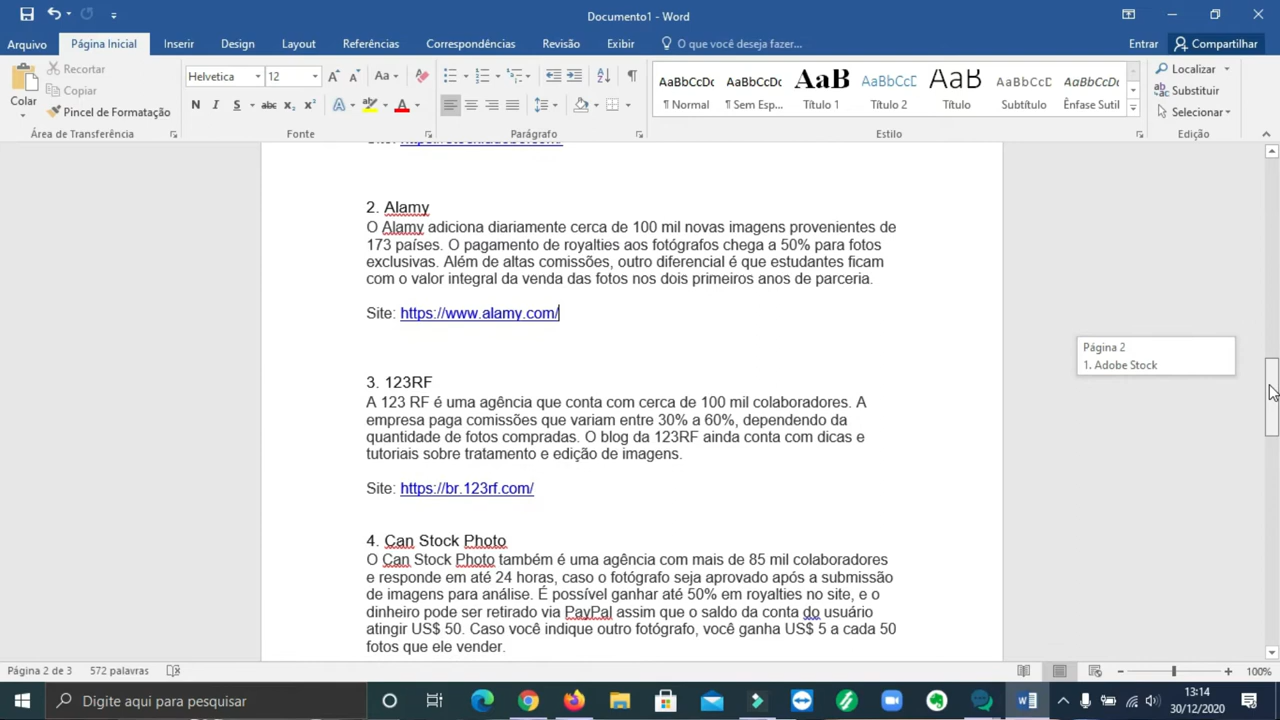 Documento1 - Word
Arquivo Página Inicial Inserir Design Layout Referências Correspondências Revisão Exibir O que você deseja fazer... Entrar Compartilhar
Colar
Recortar
Copiar
Pincel de Formatação
Área de Transferência
Helvetica 12
N I S abc x₂ x²
Fonte
Parágrafo
AaBbCcDc AaBbCcDc AaB AaBbCcD AaB AaBbCcD AaBbCcDc
¶ Normal ¶ Sem Esp... Título 1 Título 2 Título Subtítulo Ênfase Sutil
Estilo
Localizar
Substituir
Selecionar
Edição
2. Alamy
O Alamy adiciona diariamente cerca de 100 mil novas imagens provenientes de
173 países. O pagamento de royalties aos fotógrafos chega a 50% para fotos
exclusivas. Além de altas comissões, outro diferencial é que estudantes ficam
com o valor integral da venda das fotos nos dois primeiros anos de parceria.
Site: https://www.alamy.com/
Página 2
1. Adobe Stock
3. 123RF
A 123 RF é uma agência que conta com cerca de 100 mil colaboradores. A
empresa paga comissões que variam entre 30% a 60%, dependendo da
quantidade de fotos compradas. O blog da 123RF ainda conta com dicas e
tutoriais sobre tratamento e edição de imagens.
Site: https://br.123rf.com/
4. Can Stock Photo
O Can Stock Photo também é uma agência com mais de 85 mil colaboradores
e responde em até 24 horas, caso o fotógrafo seja aprovado após a submissão
de imagens para análise. É possível ganhar até 50% em royalties no site, e o
dinheiro pode ser retirado via PayPal assim que o saldo da conta do usuário
atingir US$ 50. Caso você indique outro fotógrafo, você ganha US$ 5 a cada 50
fotos que ele vender.
Página 2 de 3 572 palavras 100%
Digite aqui para pesquisar
13:14
30/12/2020